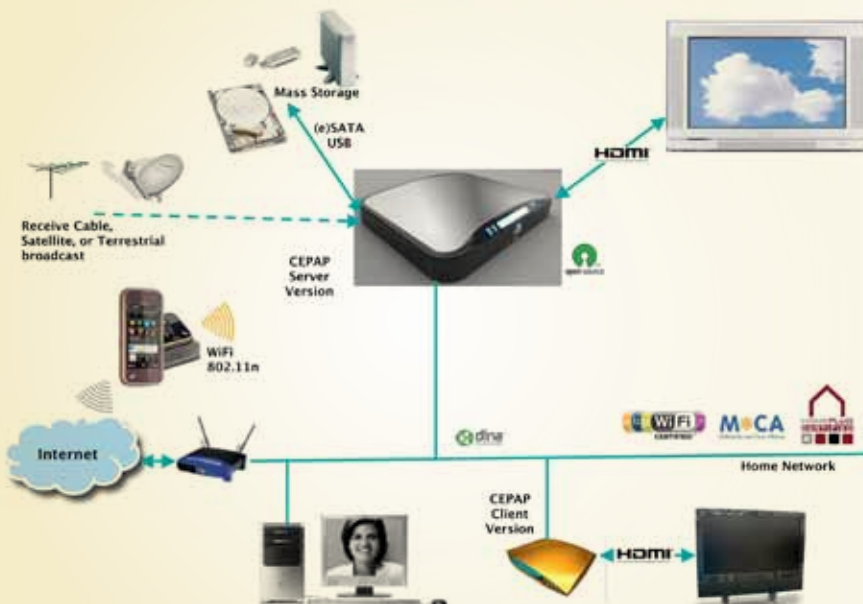 Mass Storage
(e)SATA
USB
HDMI
Receive Cable,
Satellite, or Terrestrial
broadcast
CEPAP
Server
Version
open source
WiFi
802.11n
Internet
dlna
WiFi
CERTIFIED
MoCA
Home Network
CEPAP
Client
Version
HDMI